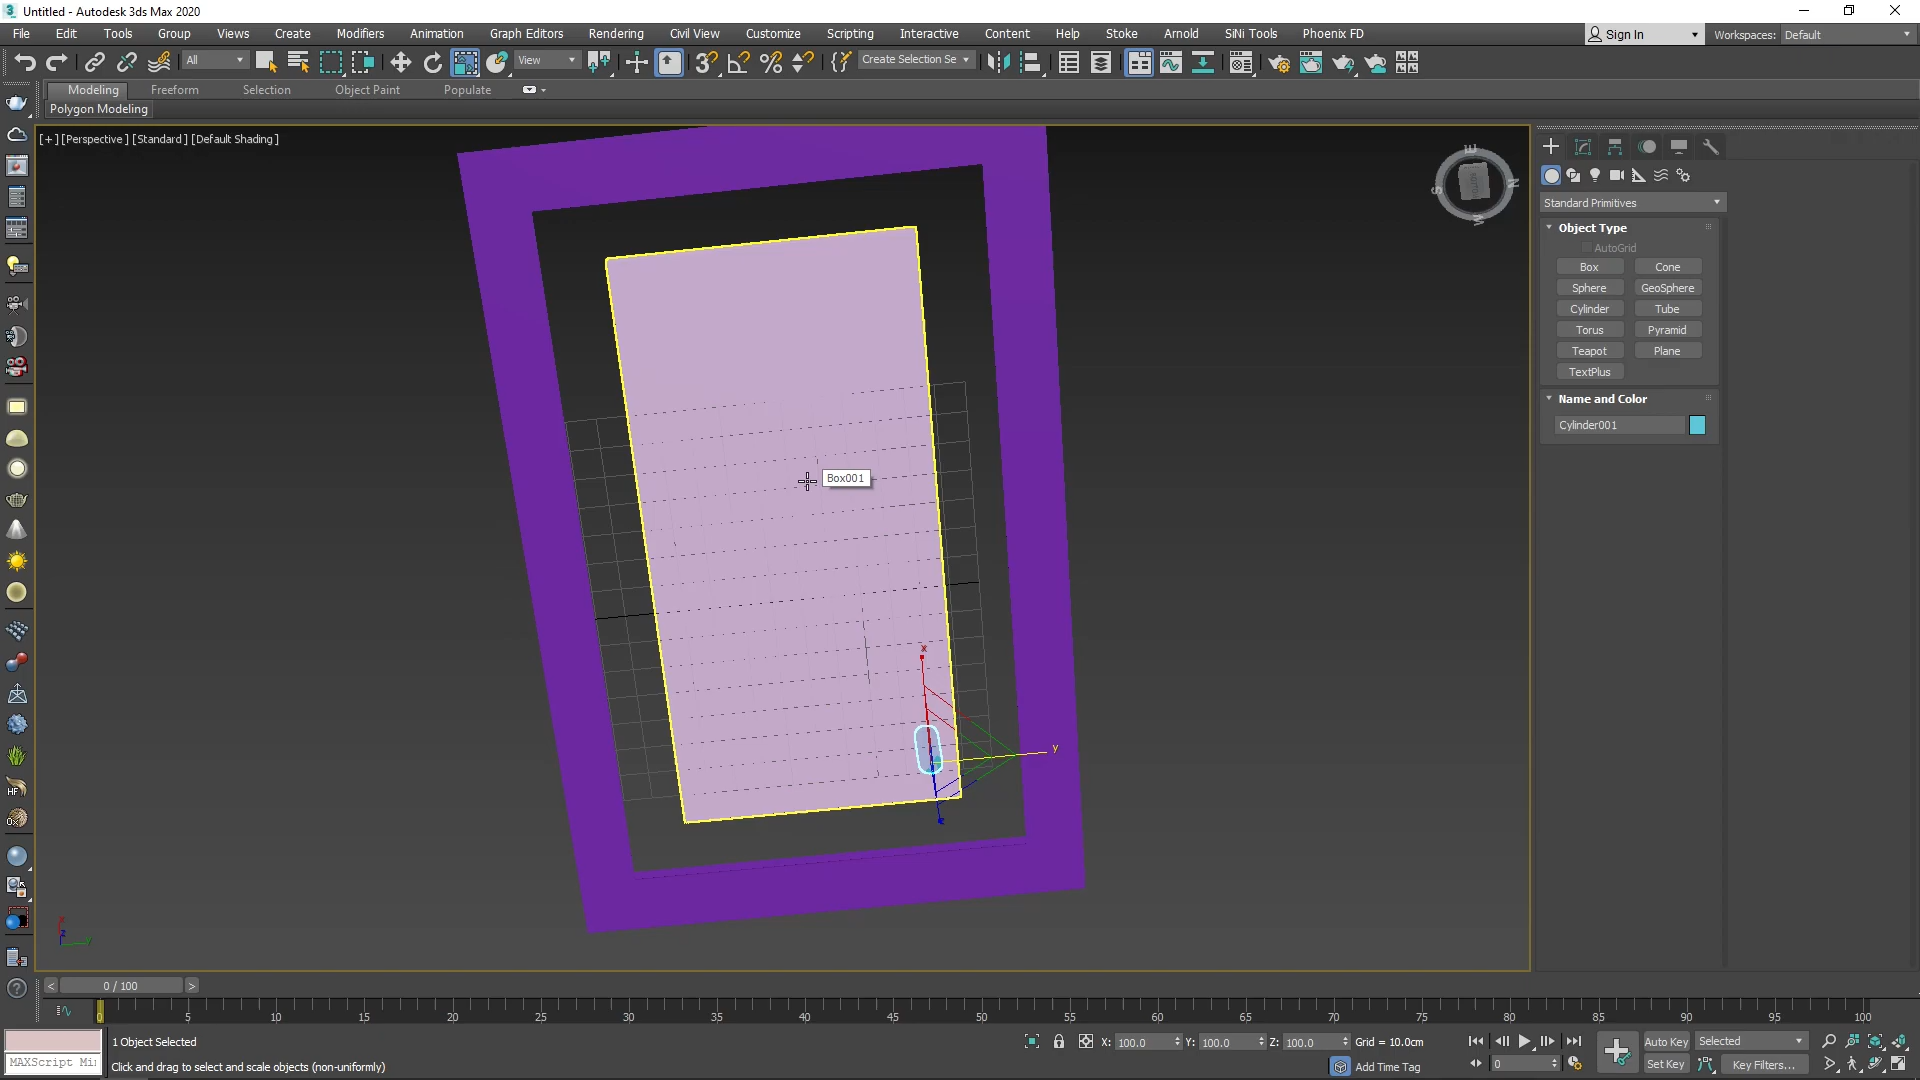 Untitled - Autodesk 3ds Max 2020
File Edit Tools Group Views Create Modifiers Animation Graph Editors Rendering Civil View Customize Scripting Interactive Content Help Stoke Arnold SiNi Tools Phoenix FD Sign In Workspaces: Default
All View Create Selection Se
Modeling Freeform Selection Object Paint Populate
Polygon Modeling
[+] [Perspective] [Standard] [Default Shading]
Standard Primitives
Object Type
AutoGrid
Box Cone
Sphere GeoSphere
Cylinder Tube
Torus Pyramid
Teapot Plane
TextPlus
Name and Color
Cylinder001
Box001
x
y
z
S N W
HF
< 0 / 100 >
0 5 10 15 20 25 30 35 40 45 50 55 60 65 70 75 80 85 90 95 100
1 Object Selected X: 100.0 Y: 100.0 Z: 100.0 Grid = 10.0cm Auto Key Selected
MAXScript Mi Click and drag to select and scale objects (non-uniformly) Add Time Tag 0 Set Key Key Filters...